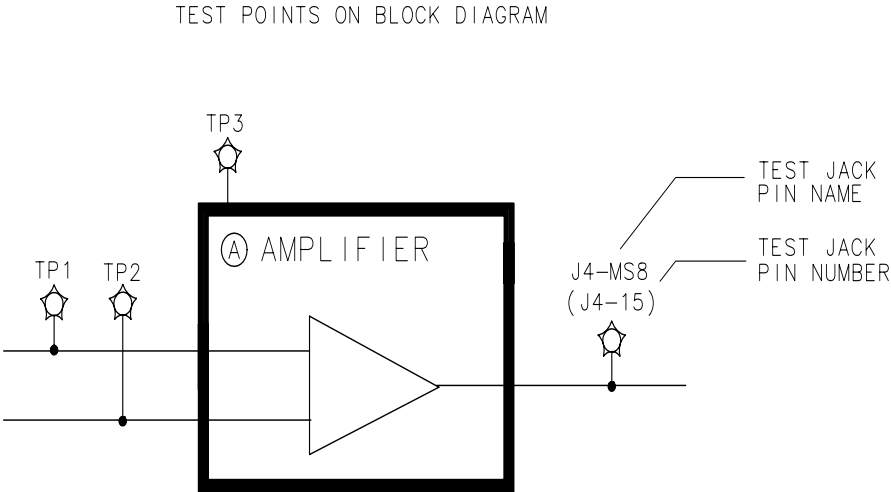 TEST POINTS ON BLOCK DIAGRAM
TP3
TEST JACK
PIN NAME
A AMPLIFIER
TEST JACK
PIN NUMBER
TP1
TP2
J4-MS8
(J4-15)